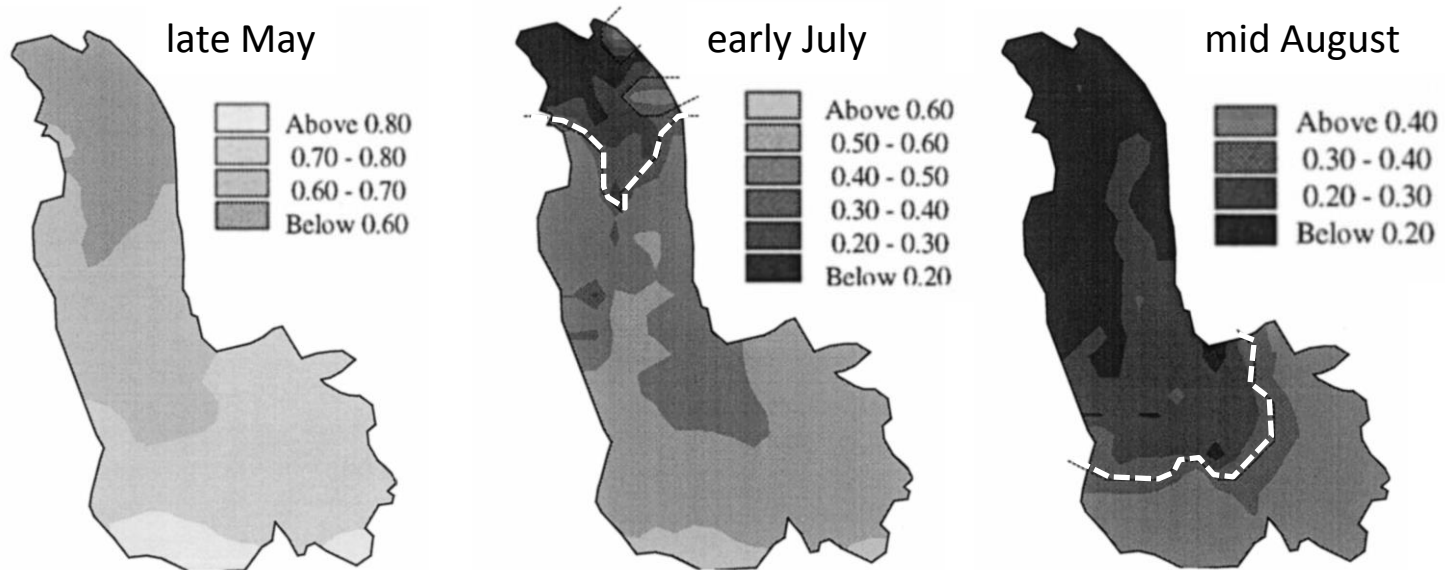 late May
Above 0.80
0.70 - 0.80
0.60 - 0.70
Below 0.60
early July
Above 0.60
0.50 - 0.60
0.40 - 0.50
0.30 - 0.40
0.20 - 0.30
Below 0.20
mid August
Above 0.40
0.30 - 0.40
0.20 - 0.30
Below 0.20